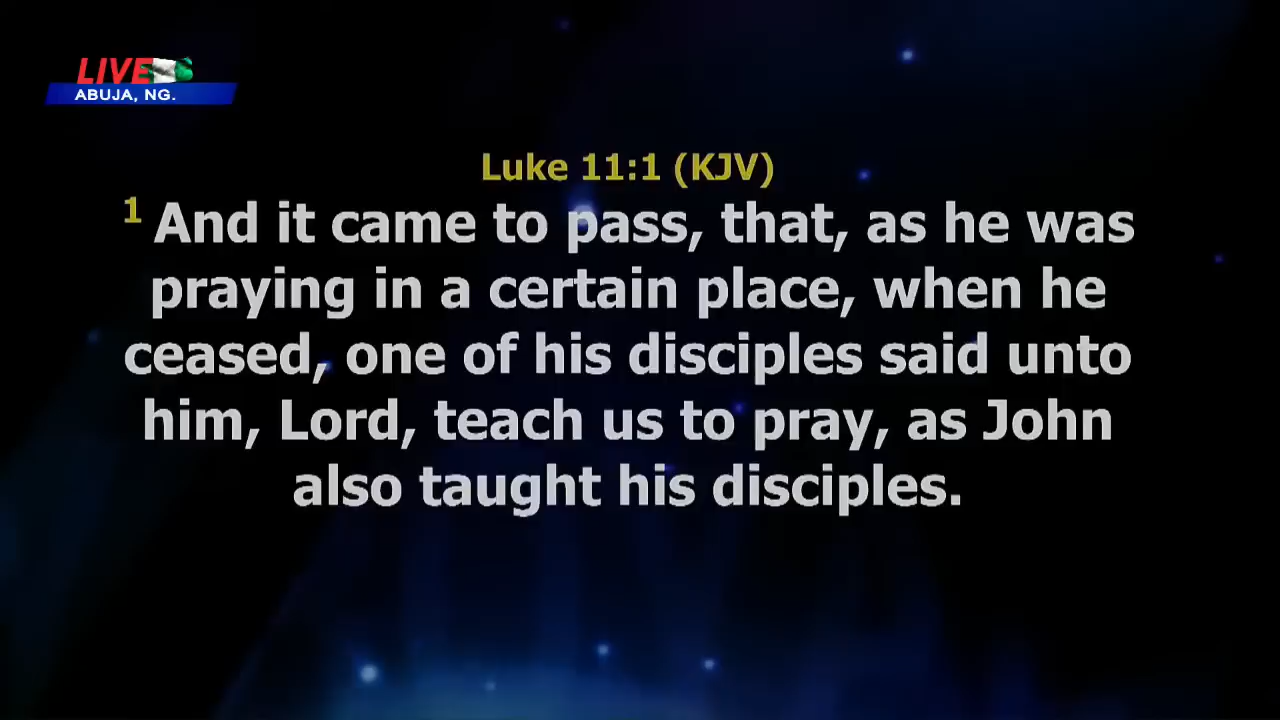 LIVE
ABUJA, NG.
Luke 11:1 (KJV)
1 And it came to pass, that, as he was
praying in a certain place, when he
ceased, one of his disciples said unto
him, Lord, teach us to pray, as John
also taught his disciples.